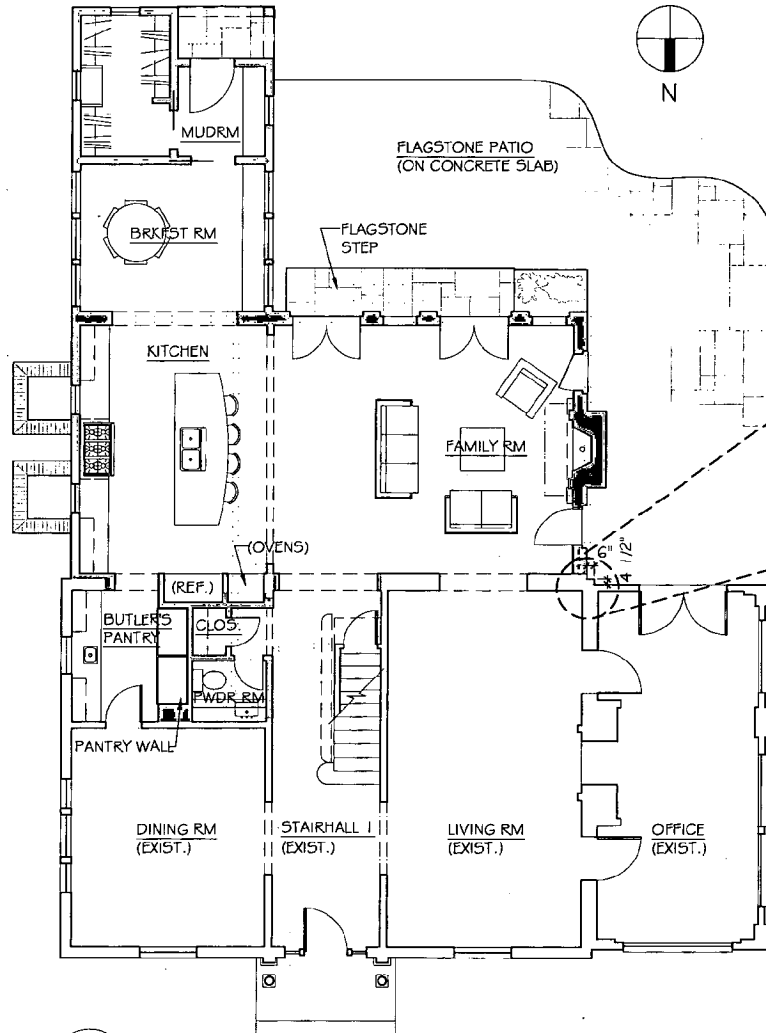 N
MUDRM
FLAGSTONE PATIO
(ON CONCRETE SLAB)
BRKFST RM
FLAGSTONE
STEP
KITCHEN
FAMILY RM
(OVENS)
6"
4 1/2"
(REF.)
BUTLER'S
PANTRY
CLOS.
PWDR RM
PANTRY WALL
DINING RM
(EXIST.)
STAIRHALL 1
(EXIST.)
LIVING RM
(EXIST.)
OFFICE
(EXIST.)